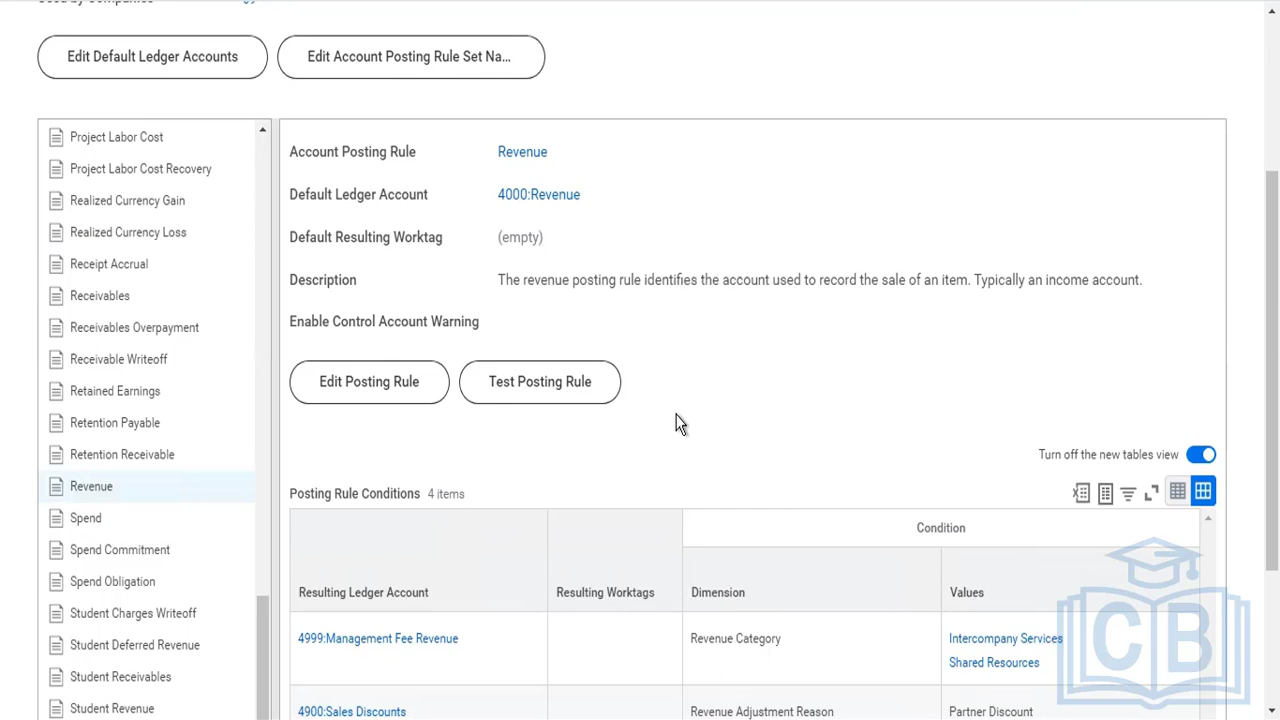 Used by Companies
Edit Default Ledger Accounts
Edit Account Posting Rule Set Na...
Project Labor Cost
Project Labor Cost Recovery
Realized Currency Gain
Realized Currency Loss
Receipt Accrual
Receivables
Receivables Overpayment
Receivable Writeoff
Retained Earnings
Retention Payable
Retention Receivable
Revenue
Spend
Spend Commitment
Spend Obligation
Student Charges Writeoff
Student Deferred Revenue
Student Receivables
Student Revenue
Account Posting Rule Revenue
Default Ledger Account 4000:Revenue
Default Resulting Worktag (empty)
Description The revenue posting rule identifies the account used to record the sale of an item. Typically an income account.
Enable Control Account Warning
Edit Posting Rule Test Posting Rule
Turn off the new tables view
Posting Rule Conditions 4 items
Condition
Resulting Ledger Account Resulting Worktags Dimension Values
4999:Management Fee Revenue Revenue Category Intercompany Services
Shared Resources
4900:Sales Discounts Revenue Adjustment Reason Partner Discount
CB